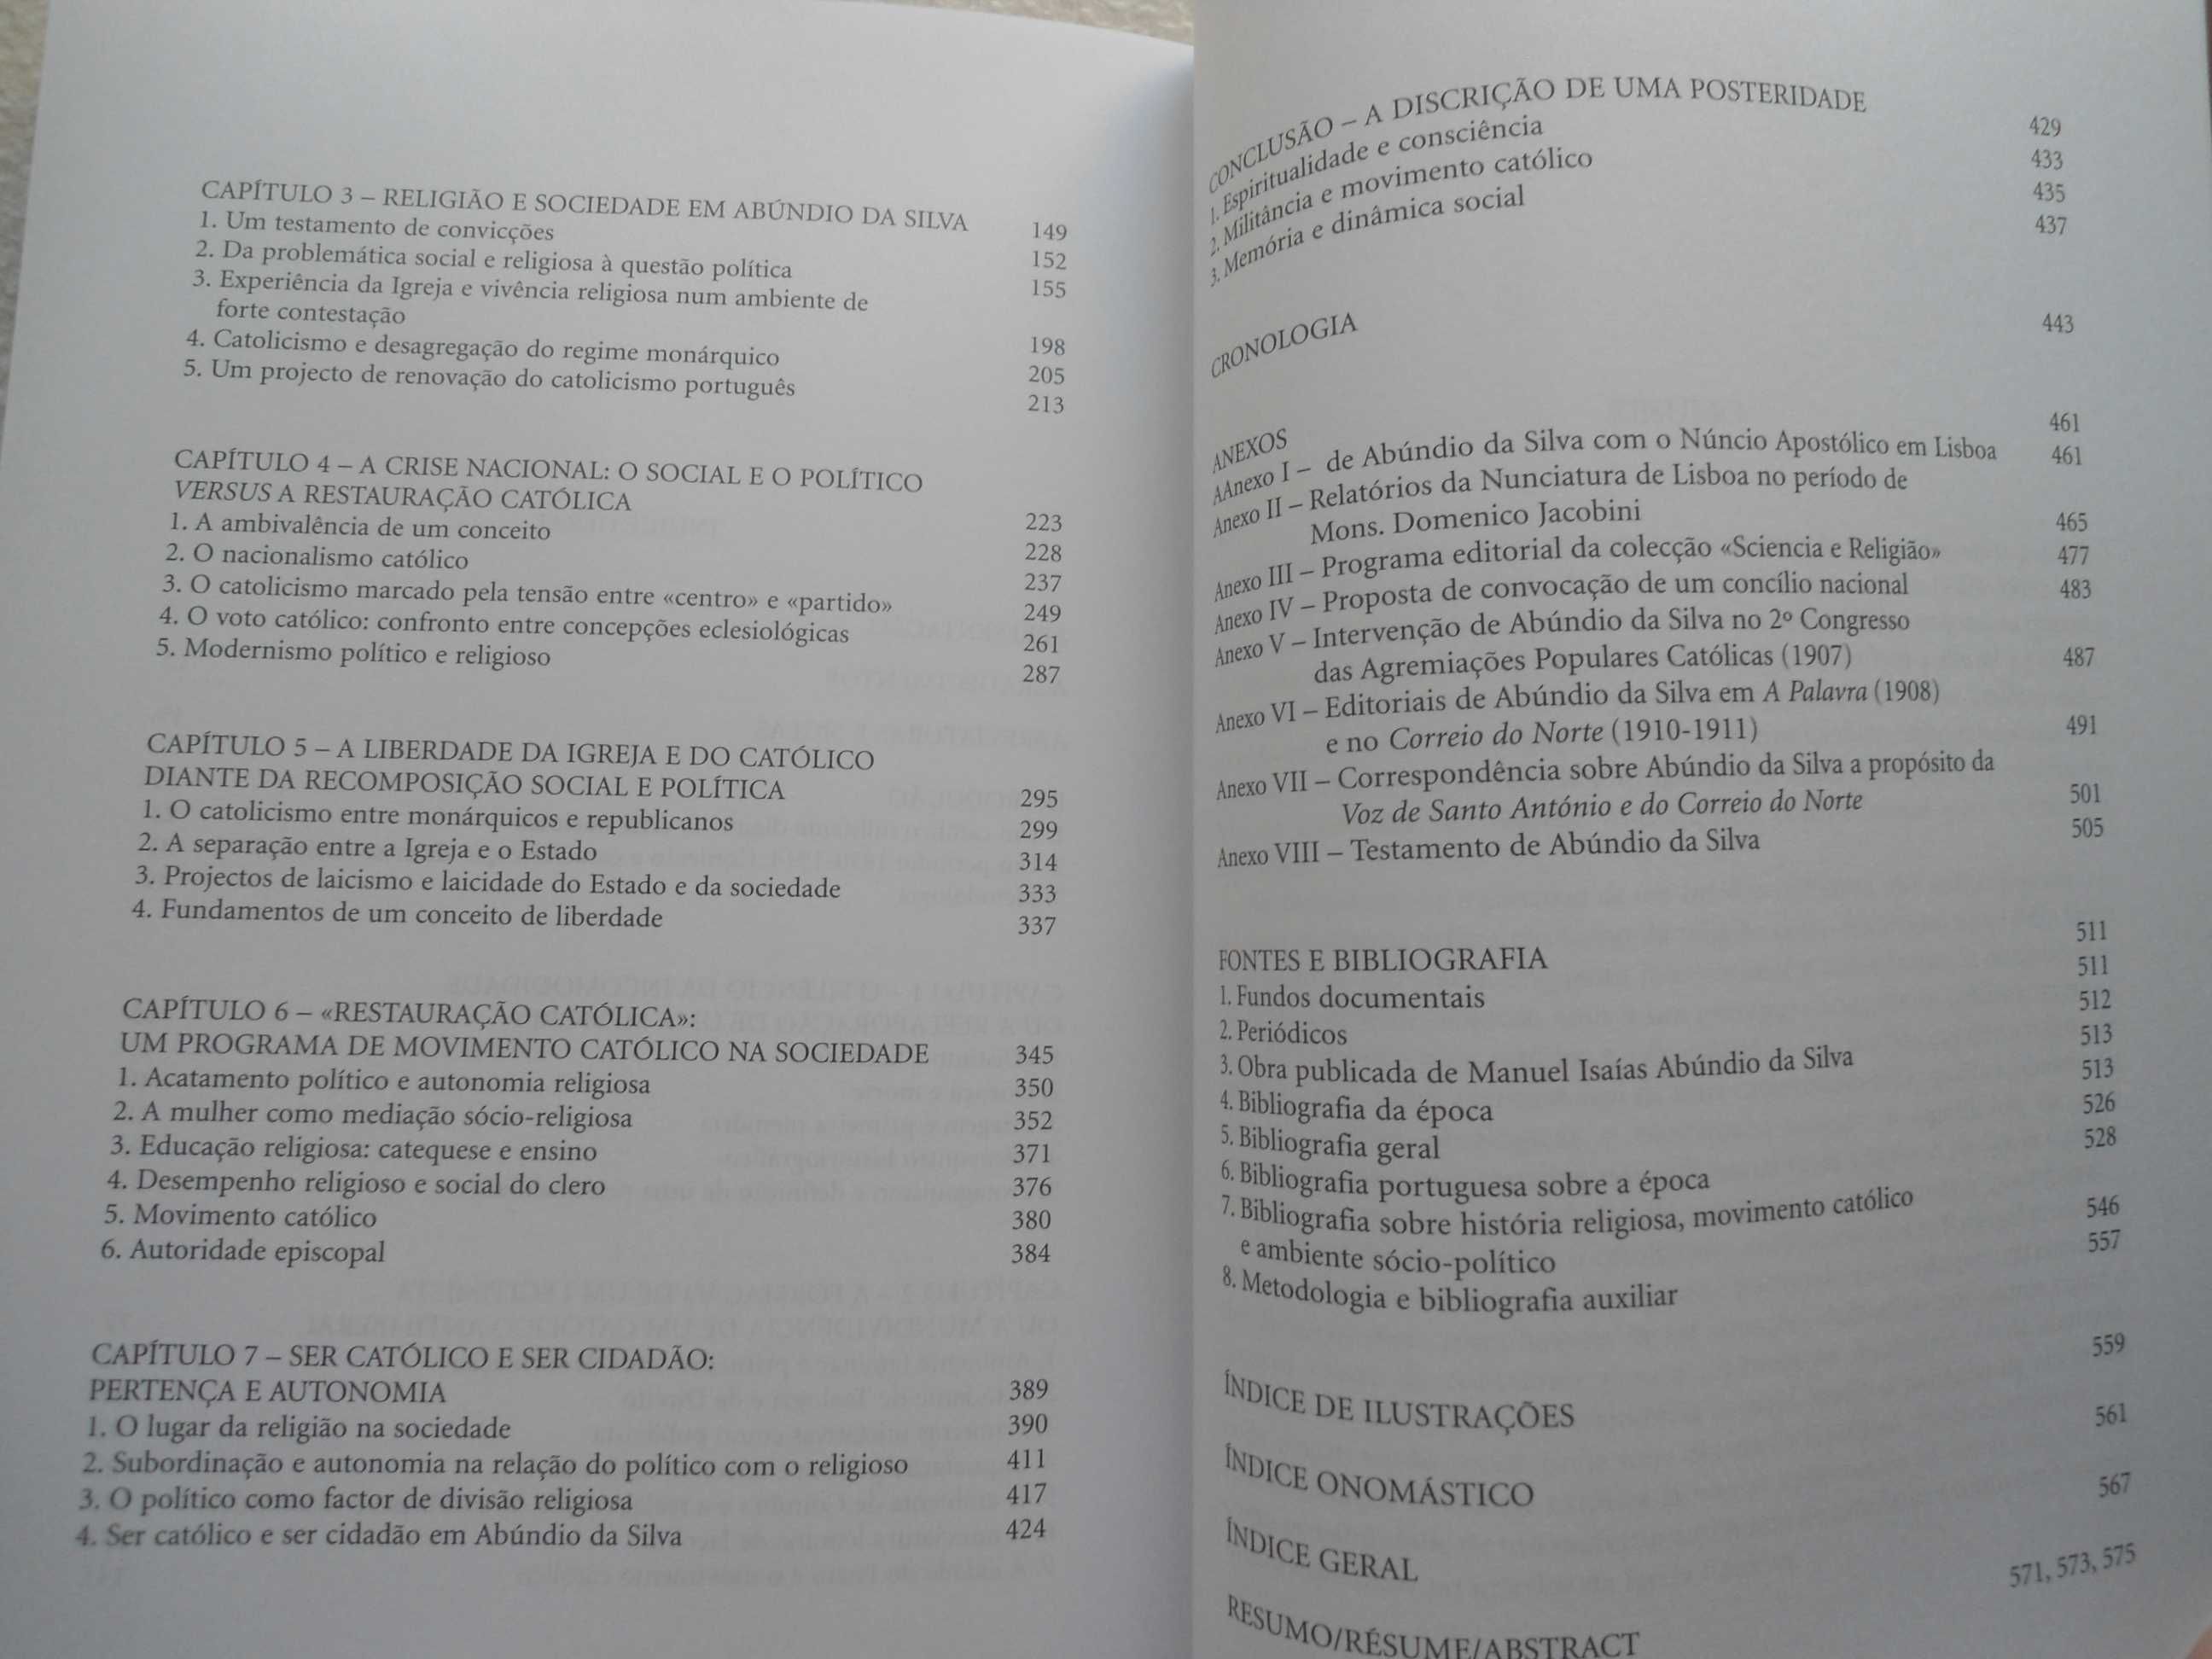 CAPÍTULO 3 – RELIGIÃO E SOCIEDADE EM ABÚNDIO DA SILVA 149
1. Um testamento de convicções 152
2. Da problemática social e religiosa à questão política 155
3. Experiência da Igreja e vivência religiosa num ambiente de
forte contestação 198
4. Catolicismo e desagregação do regime monárquico 205
5. Um projecto de renovação do catolicismo português 213
CAPÍTULO 4 – A CRISE NACIONAL: O SOCIAL E O POLÍTICO
VERSUS A RESTAURAÇÃO CATÓLICA 223
1. A ambivalência de um conceito 228
2. O nacionalismo católico 237
3. O catolicismo marcado pela tensão entre «centro» e «partido» 249
4. O voto católico: confronto entre concepções eclesiológicas 261
5. Modernismo político e religioso 287
CAPÍTULO 5 – A LIBERDADE DA IGREJA E DO CATÓLICO
DIANTE DA RECOMPOSIÇÃO SOCIAL E POLÍTICA 295
1. O catolicismo entre monárquicos e republicanos 299
2. A separação entre a Igreja e o Estado 314
3. Projectos de laicismo e laicidade do Estado e da sociedade 333
4. Fundamentos de um conceito de liberdade 337
CAPÍTULO 6 – «RESTAURAÇÃO CATÓLICA»:
UM PROGRAMA DE MOVIMENTO CATÓLICO NA SOCIEDADE 345
1. Acatamento político e autonomia religiosa 350
2. A mulher como mediação sócio-religiosa 352
3. Educação religiosa: catequese e ensino 371
4. Desempenho religioso e social do clero 376
5. Movimento católico 380
6. Autoridade episcopal 384
CAPÍTULO 7 – SER CATÓLICO E SER CIDADÃO:
PERTENÇA E AUTONOMIA 389
1. O lugar da religião na sociedade 390
2. Subordinação e autonomia na relação do político com o religioso 411
3. O político como factor de divisão religiosa 417
4. Ser católico e ser cidadão em Abúndio da Silva 424
CONCLUSÃO – A DISCRIÇÃO DE UMA POSTERIDADE 429
1. Espiritualidade e consciência 433
2. Militância e movimento católico 435
3. Memória e dinâmica social 437
CRONOLOGIA 443
ANEXOS 461
AAnexo I – de Abúndio da Silva com o Núncio Apostólico em Lisboa 461
Anexo II – Relatórios da Nunciatura de Lisboa no período de
Mons. Domenico Jacobini 465
Anexo III – Programa editorial da colecção «Sciencia e Religião» 477
Anexo IV – Proposta de convocação de um concílio nacional 483
Anexo V – Intervenção de Abúndio da Silva no 2º Congresso
das Agremiações Populares Católicas (1907) 487
Anexo VI – Editoriais de Abúndio da Silva em A Palavra (1908)
e no Correio do Norte (1910-1911) 491
Anexo VII – Correspondência sobre Abúndio da Silva a propósito da
Voz de Santo António e do Correio do Norte 501
Anexo VIII – Testamento de Abúndio da Silva 505
FONTES E BIBLIOGRAFIA 511
1. Fundos documentais 511
2. Periódicos 512
3. Obra publicada de Manuel Isaías Abúndio da Silva 513
4. Bibliografia da época 513
5. Bibliografia geral 526
6. Bibliografia portuguesa sobre a época 528
7. Bibliografia sobre história religiosa, movimento católico
e ambiente sócio-político 546
8. Metodologia e bibliografia auxiliar 557
ÍNDICE DE ILUSTRAÇÕES 559
ÍNDICE ONOMÁSTICO 561
ÍNDICE GERAL 567
RESUMO/RÉSUME/ABSTRACT 571, 573, 575